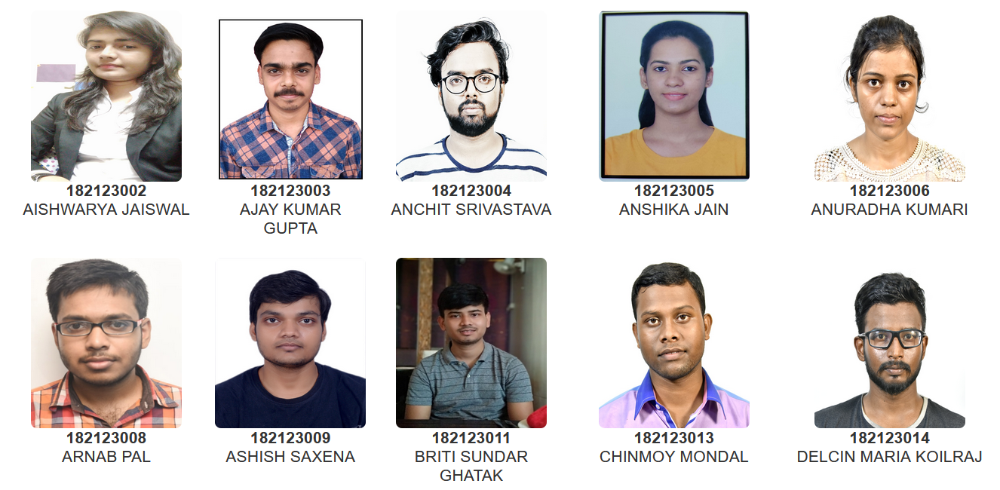 182123002
AISHWARYA JAISWAL
182123003
AJAY KUMAR
GUPTA
182123004
ANCHIT SRIVASTAVA
182123005
ANSHIKA JAIN
182123006
ANURADHA KUMARI
182123008
ARNAB PAL
182123009
ASHISH SAXENA
182123011
BRITI SUNDAR
GHATAK
182123013
CHINMOY MONDAL
182123014
DELCIN MARIA KOILRAJ